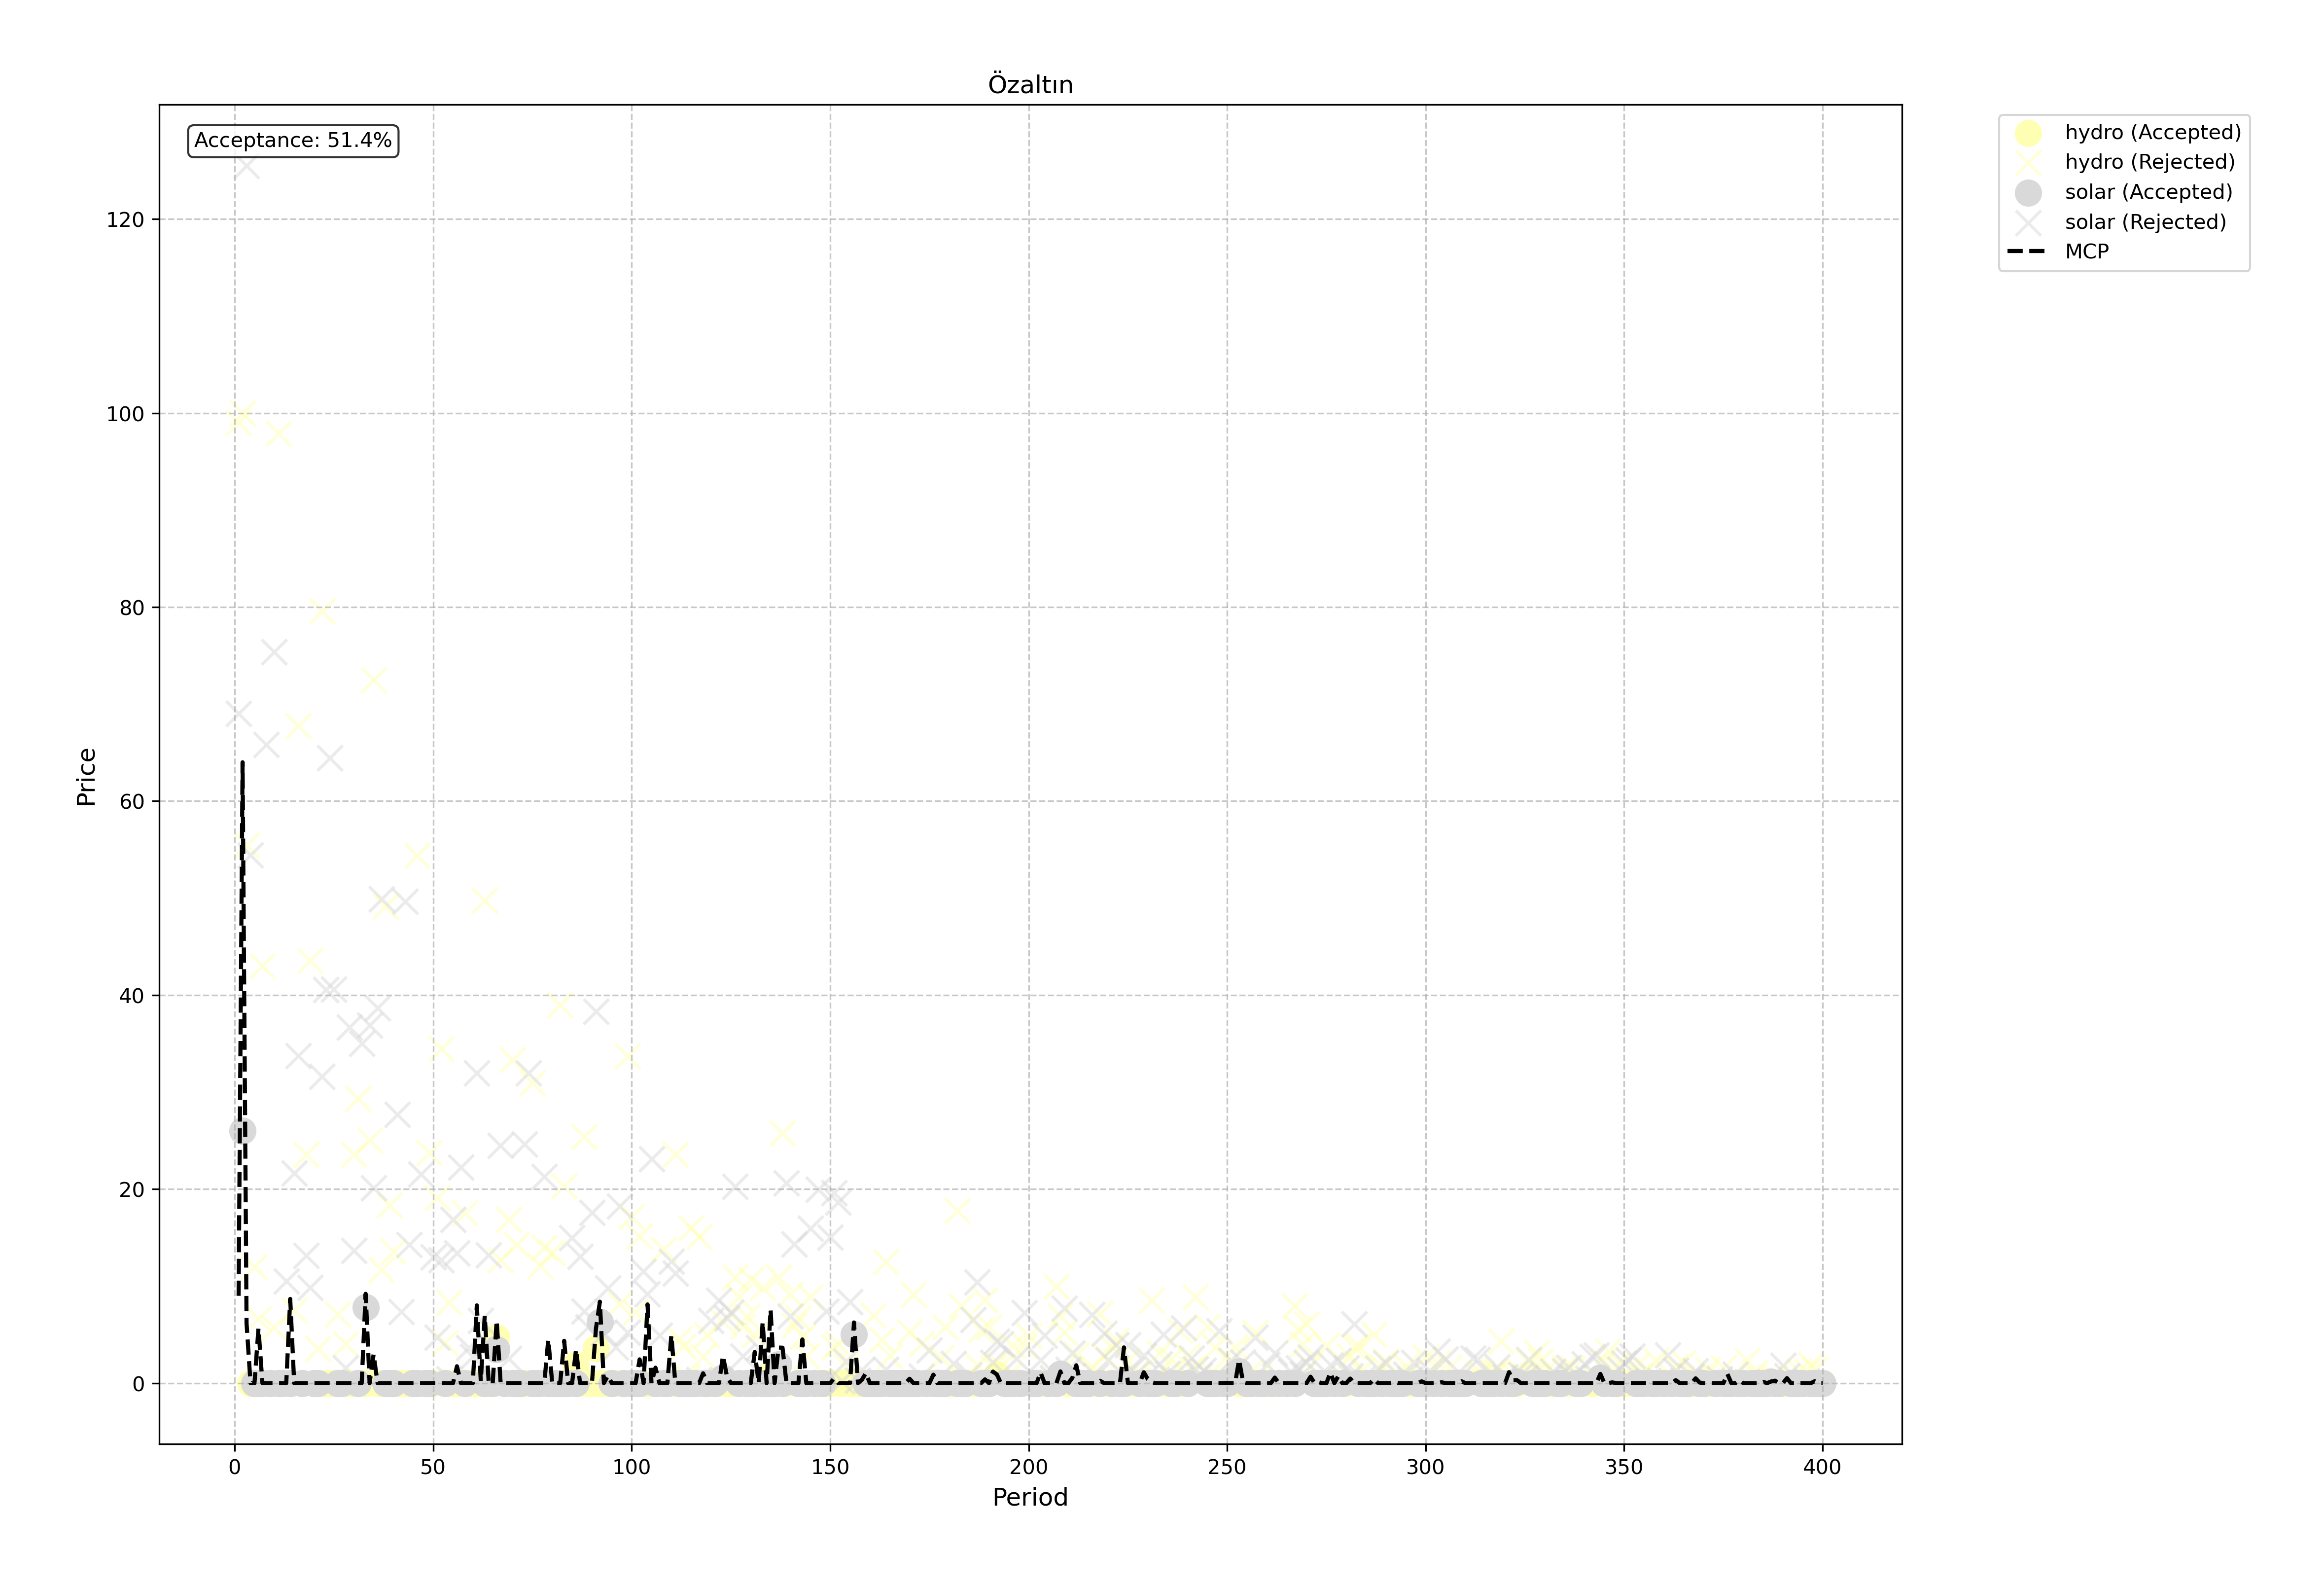 Özaltın
Acceptance: 51.4%
hydro (Accepted)
hydro (Rejected)
solar (Accepted)
solar (Rejected)
MCP
Price
120
100
80
60
40
20
0
0 50 100 150 200 250 300 350 400
Period